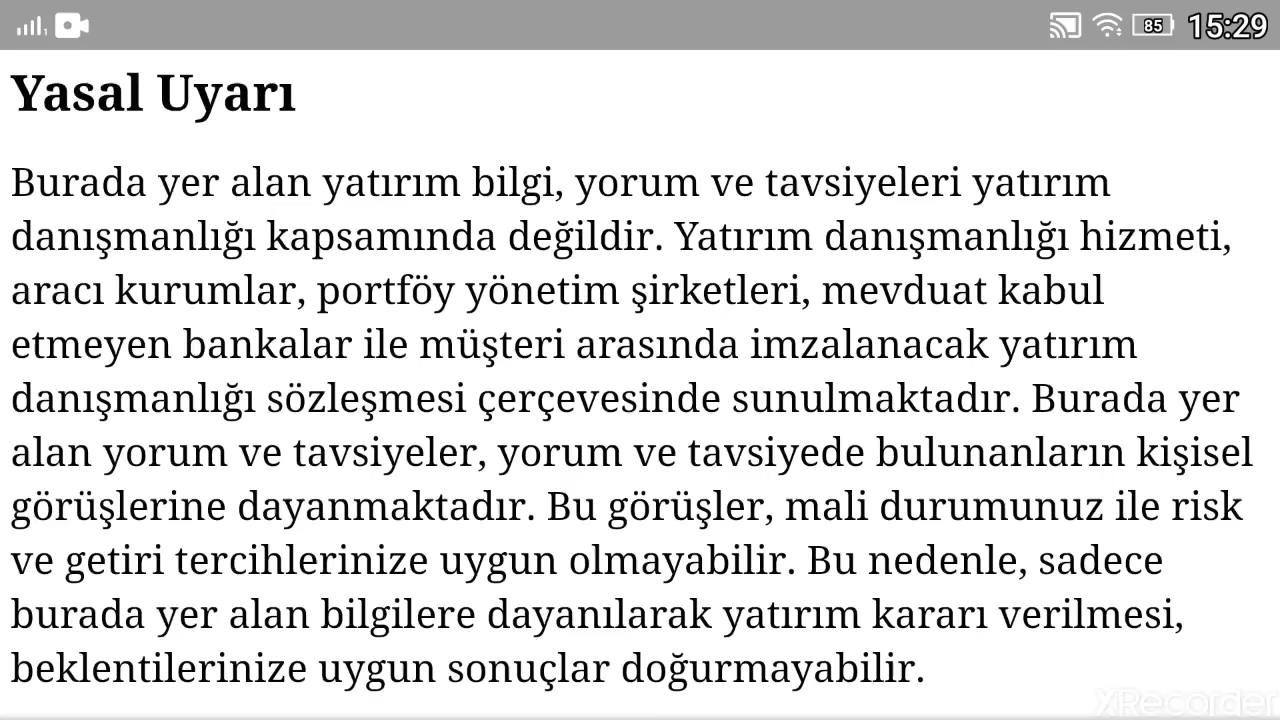 85 15:29
Yasal Uyarı
Burada yer alan yatırım bilgi, yorum ve tavsiyeleri yatırım
danışmanlığı kapsamında değildir. Yatırım danışmanlığı hizmeti,
aracı kurumlar, portföy yönetim şirketleri, mevduat kabul
etmeyen bankalar ile müşteri arasında imzalanacak yatırım
danışmanlığı sözleşmesi çerçevesinde sunulmaktadır. Burada yer
alan yorum ve tavsiyeler, yorum ve tavsiyede bulunanların kişisel
görüşlerine dayanmaktadır. Bu görüşler, mali durumunuz ile risk
ve getiri tercihlerinize uygun olmayabilir. Bu nedenle, sadece
burada yer alan bilgilere dayanılarak yatırım kararı verilmesi,
beklentilerinize uygun sonuçlar doğurmayabilir.
XRecorder